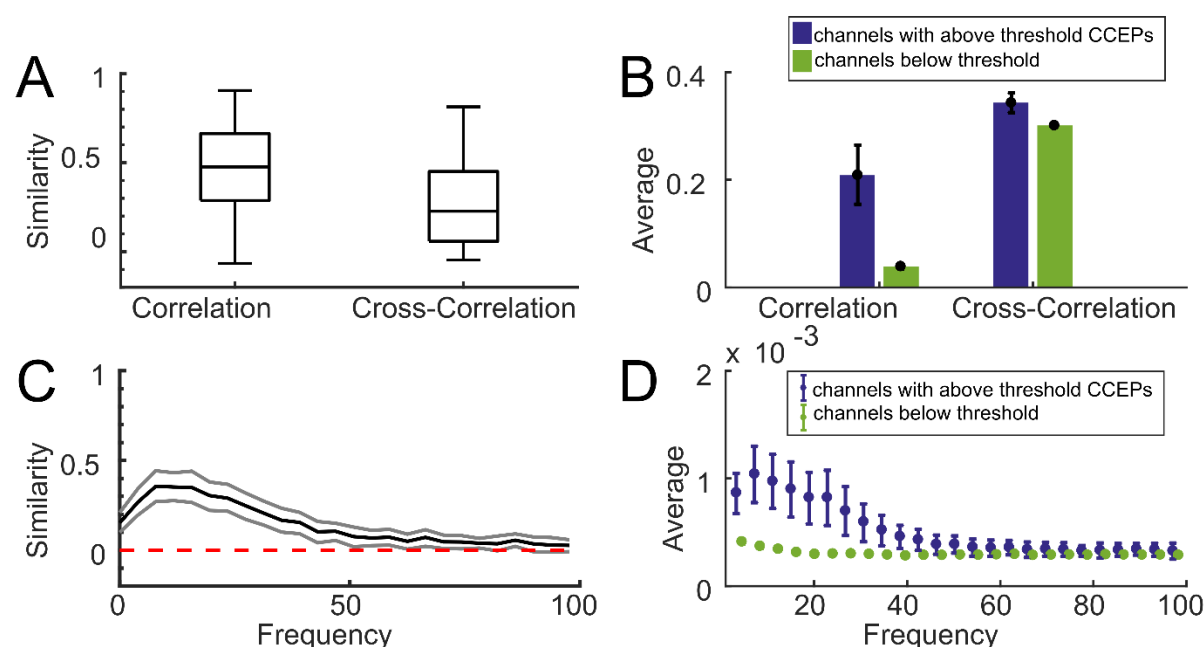 A
Similarity
1
0.5
0
Correlation
Cross-Correlation
B
channels with above threshold CCEPs
channels below threshold
Average
0.4
0.2
0
Correlation
Cross-Correlation
C
Similarity
1
0.5
0
0
50
100
Frequency
D
x 10 -3
channels with above threshold CCEPs
channels below threshold
Average
2
1
0
20
40
60
80
100
Frequency